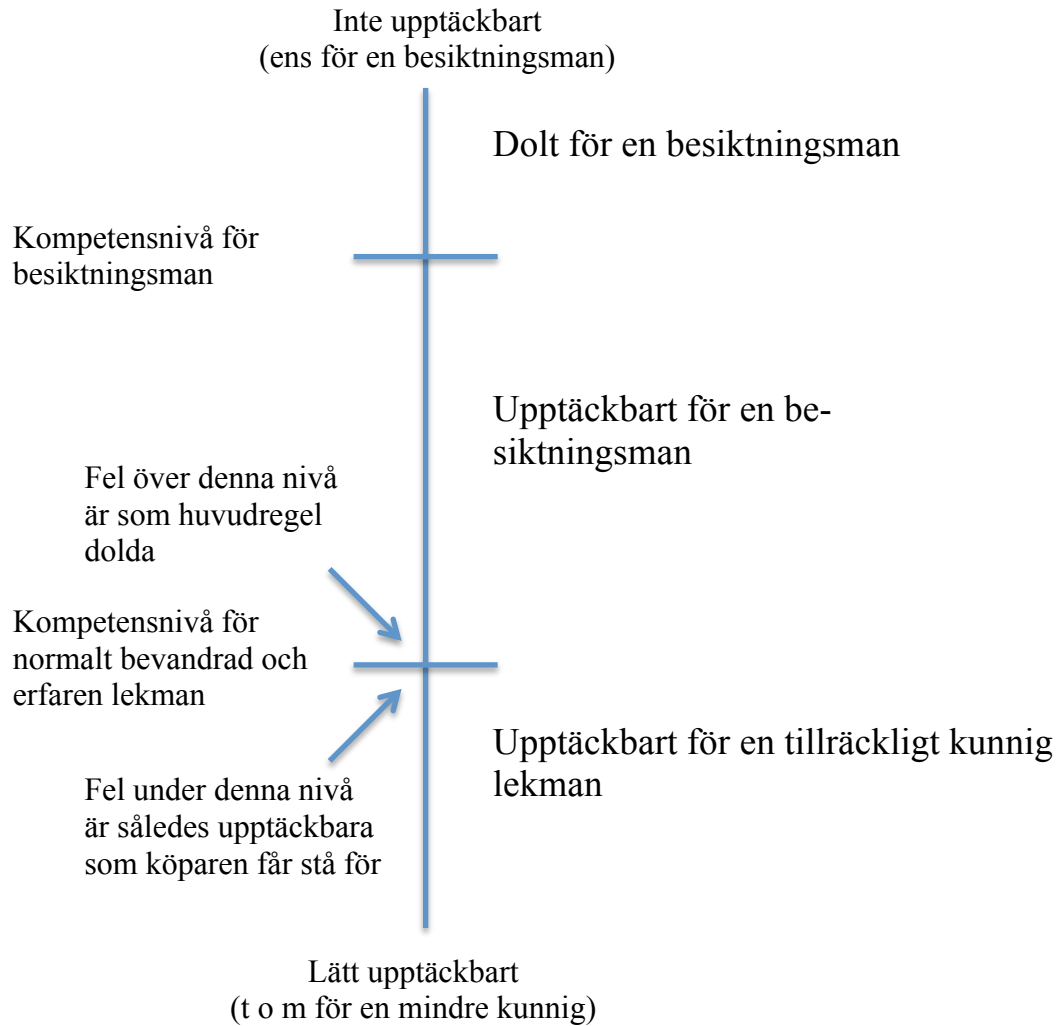 Inte upptäckbart
(ens för en besiktningsman)
Dolt för en besiktningsman
Kompetensnivå för
besiktningsman
Upptäckbart för en be-
siktningsman
Fel över denna nivå
är som huvudregel
dolda
Kompetensnivå för
normalt bevandrad och
erfaren lekman
Upptäckbart för en tillräckligt kunnig
lekman
Fel under denna nivå
är således upptäckbara
som köparen får stå för
Lätt upptäckbart
(t o m för en mindre kunnig)